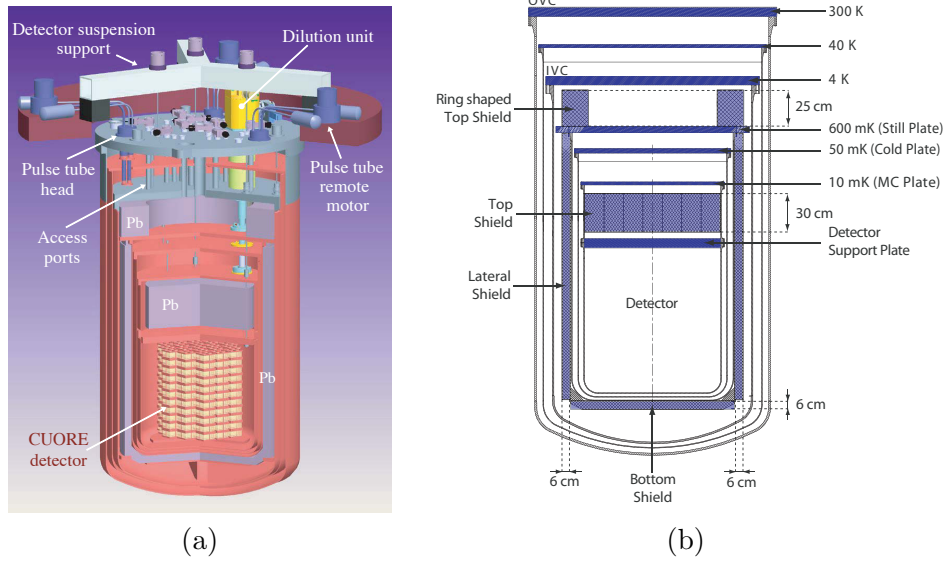 Detector suspension
support
Dilution unit
Pulse tube
head
Pulse tube
remote
motor
Access
ports
Pb
Pb
Pb
CUORE
detector
(a)
OVC
300 K
40 K
IVC
4 K
Ring shaped
Top Shield
25 cm
600 mK (Still Plate)
50 mK (Cold Plate)
10 mK (MC Plate)
Top
Shield
30 cm
Detector
Support Plate
Lateral
Shield
Detector
6 cm
6 cm
Bottom
Shield
6 cm
(b)